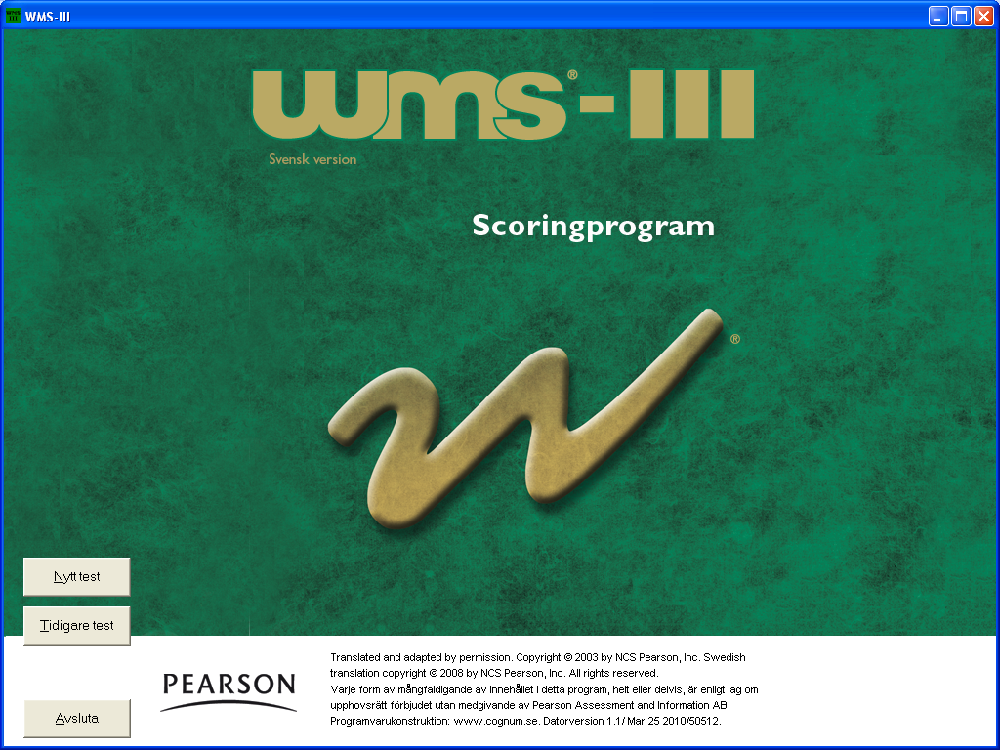 WMS-III
wms®-III
Svensk version
Scoringprogram
®
Nytt test
Tidigare test
Avsluta
PEARSON
Translated and adapted by permission. Copyright © 2003 by NCS Pearson, Inc. Swedish
translation copyright © 2008 by NCS Pearson, Inc. All rights reserved.
Varje form av mångfaldigande av innehållet i detta program, helt eller delvis, är enligt lag om
upphovsrätt förbjudet utan medgivande av Pearson Assessment and Information AB.
Programvarukonstruktion: www.cognum.se. Datorversion 1.1/ Mar 25 2010/50512.